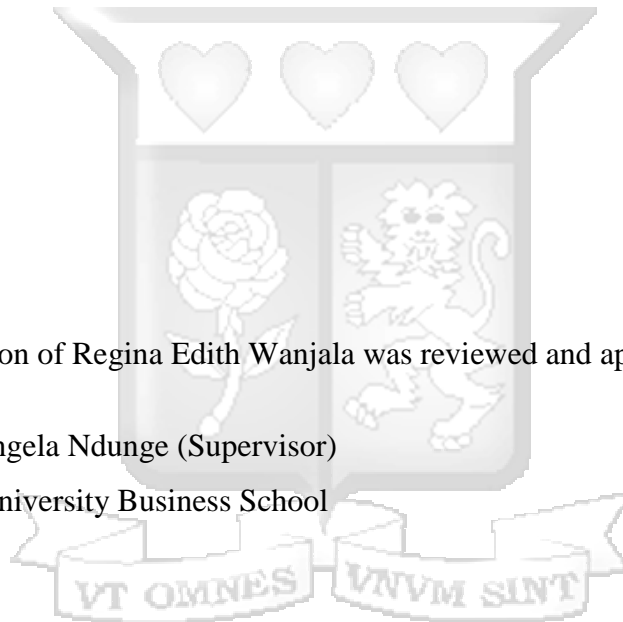 on of Regina Edith Wanjala was reviewed and ap
ngela Ndunge (Supervisor)
niversity Business School
VT OMNES VNVM SINT